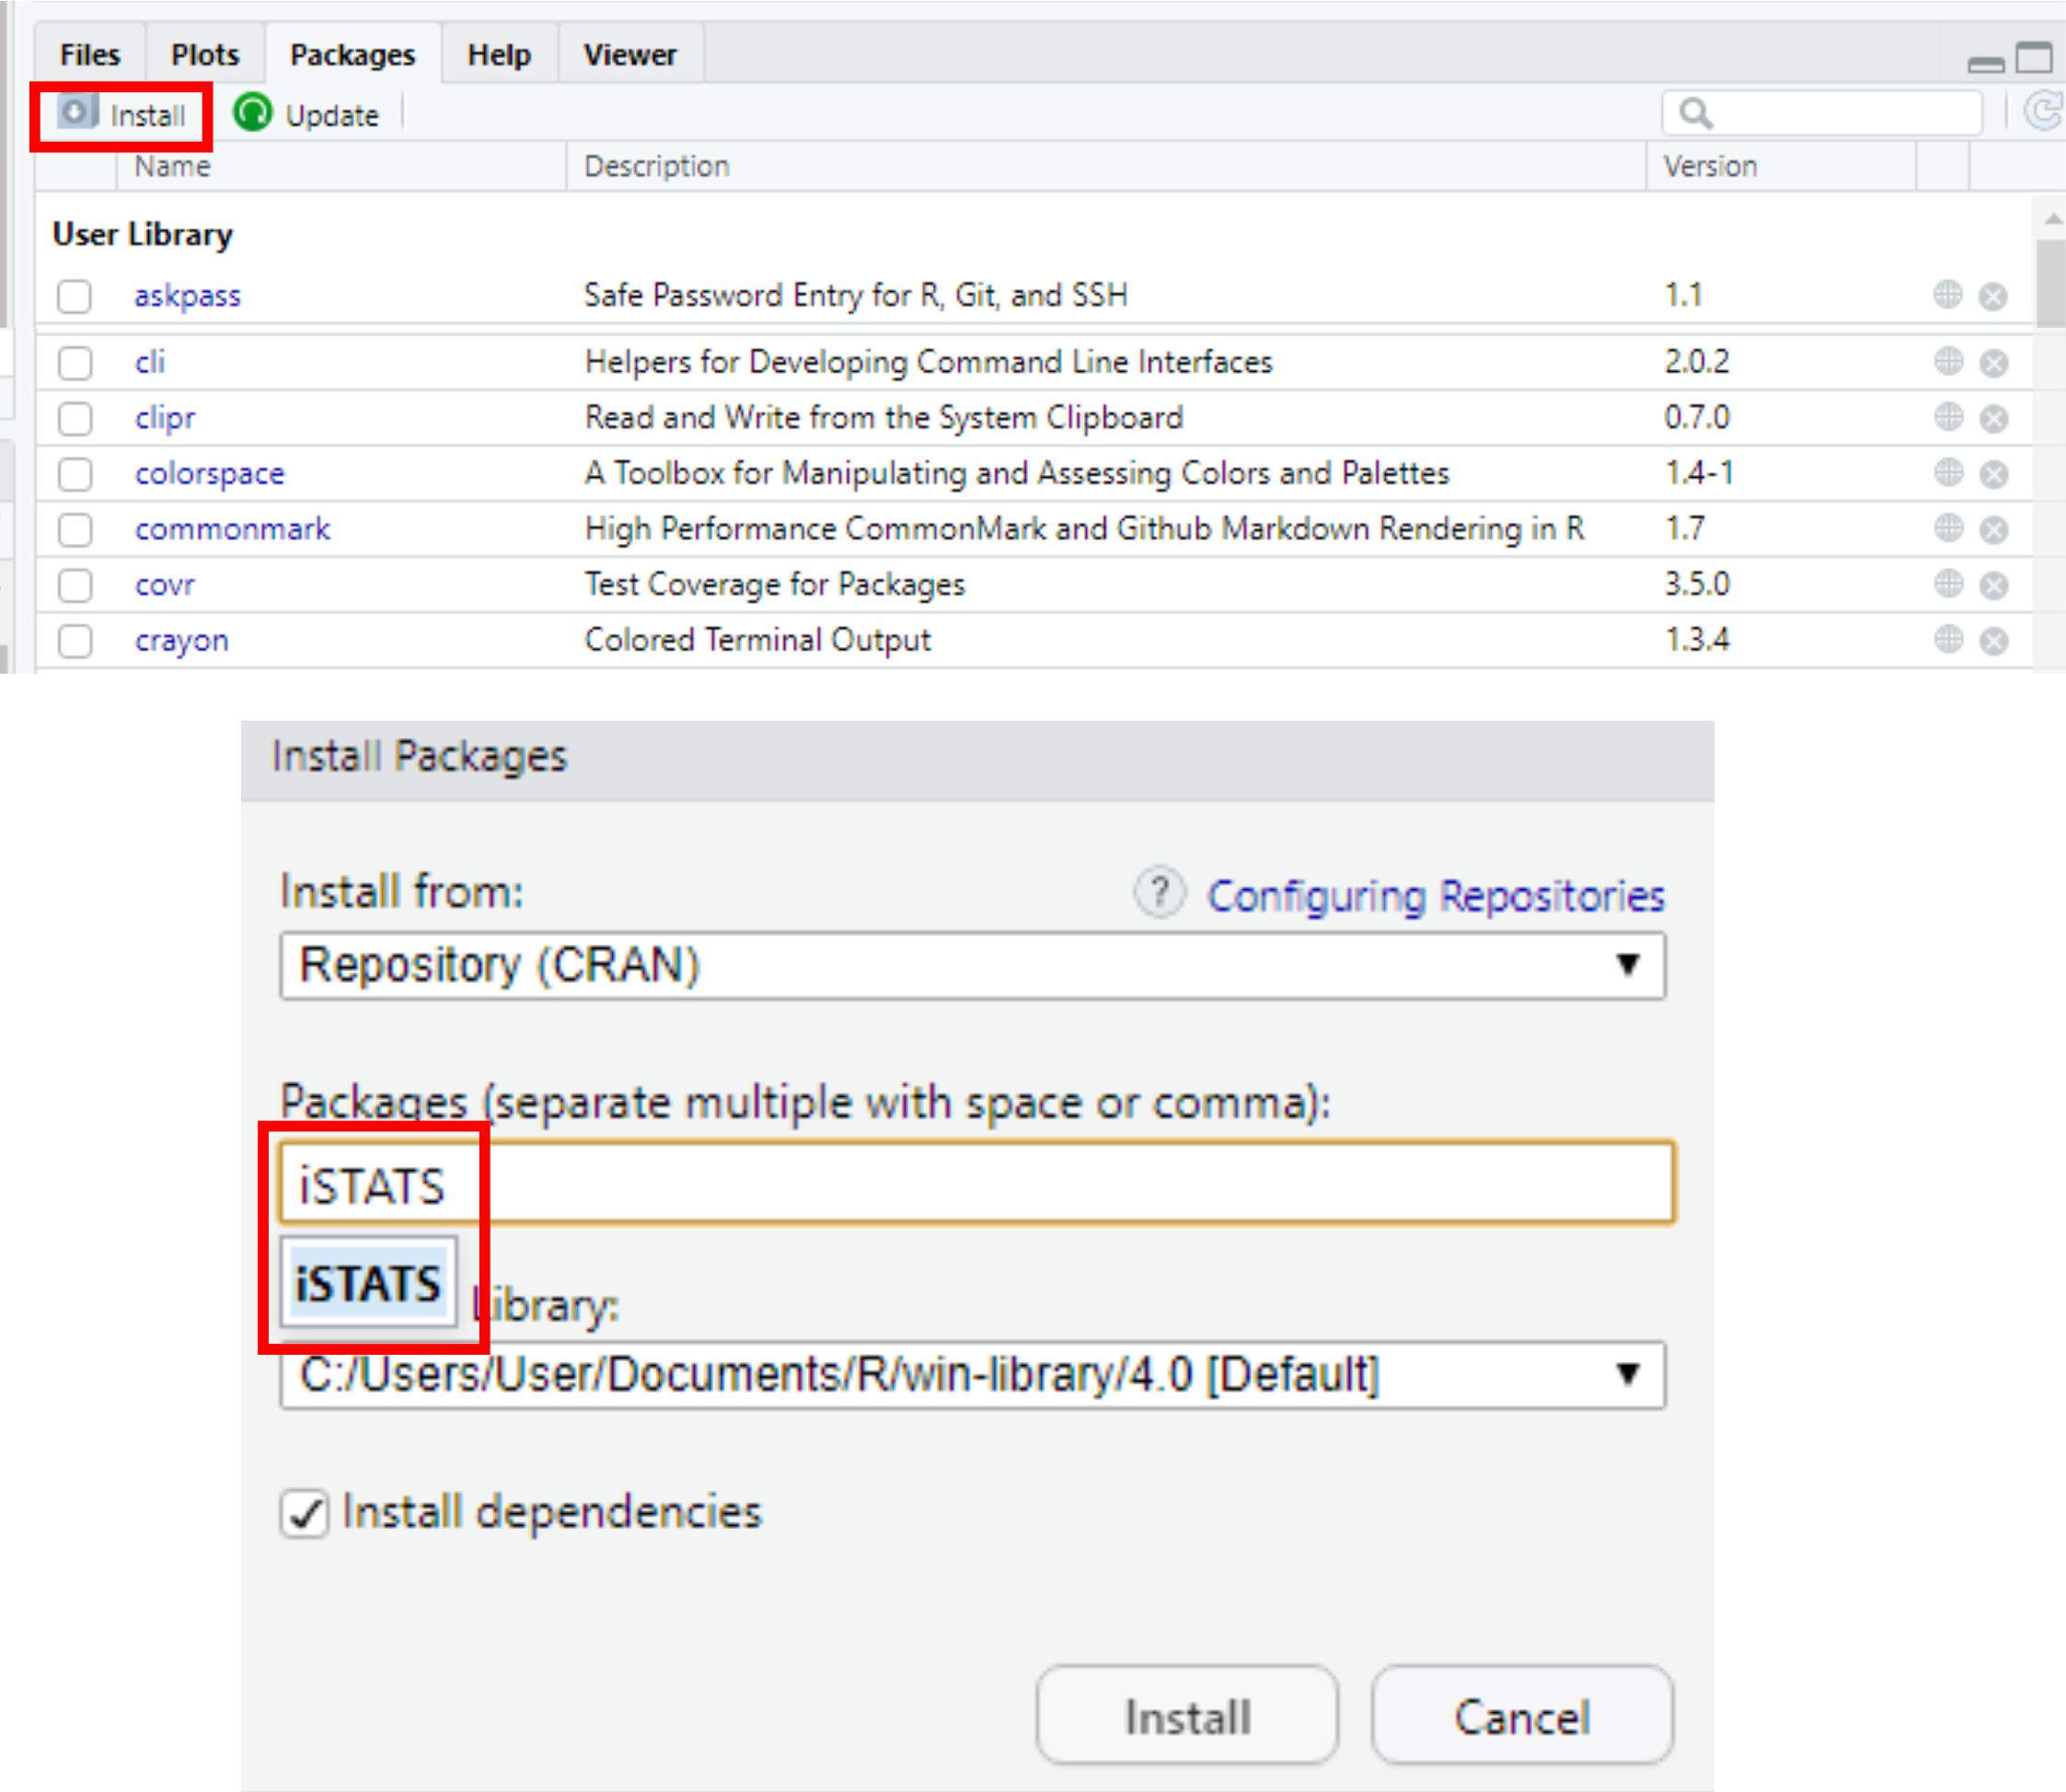 Files Plots Packages Help Viewer
Install Update
Name Description Version
User Library
askpass Safe Password Entry for R, Git, and SSH 1.1
cli Helpers for Developing Command Line Interfaces 2.0.2
clipr Read and Write from the System Clipboard 0.7.0
colorspace A Toolbox for Manipulating and Assessing Colors and Palettes 1.4-1
commonmark High Performance CommonMark and Github Markdown Rendering in R 1.7
covr Test Coverage for Packages 3.5.0
crayon Colored Terminal Output 1.3.4
Install Packages
Install from: ? Configuring Repositories
Repository (CRAN)
Packages (separate multiple with space or comma):
iSTATS
iSTATS
Library:
C:/Users/User/Documents/R/win-library/4.0 [Default]
Install dependencies
Install Cancel